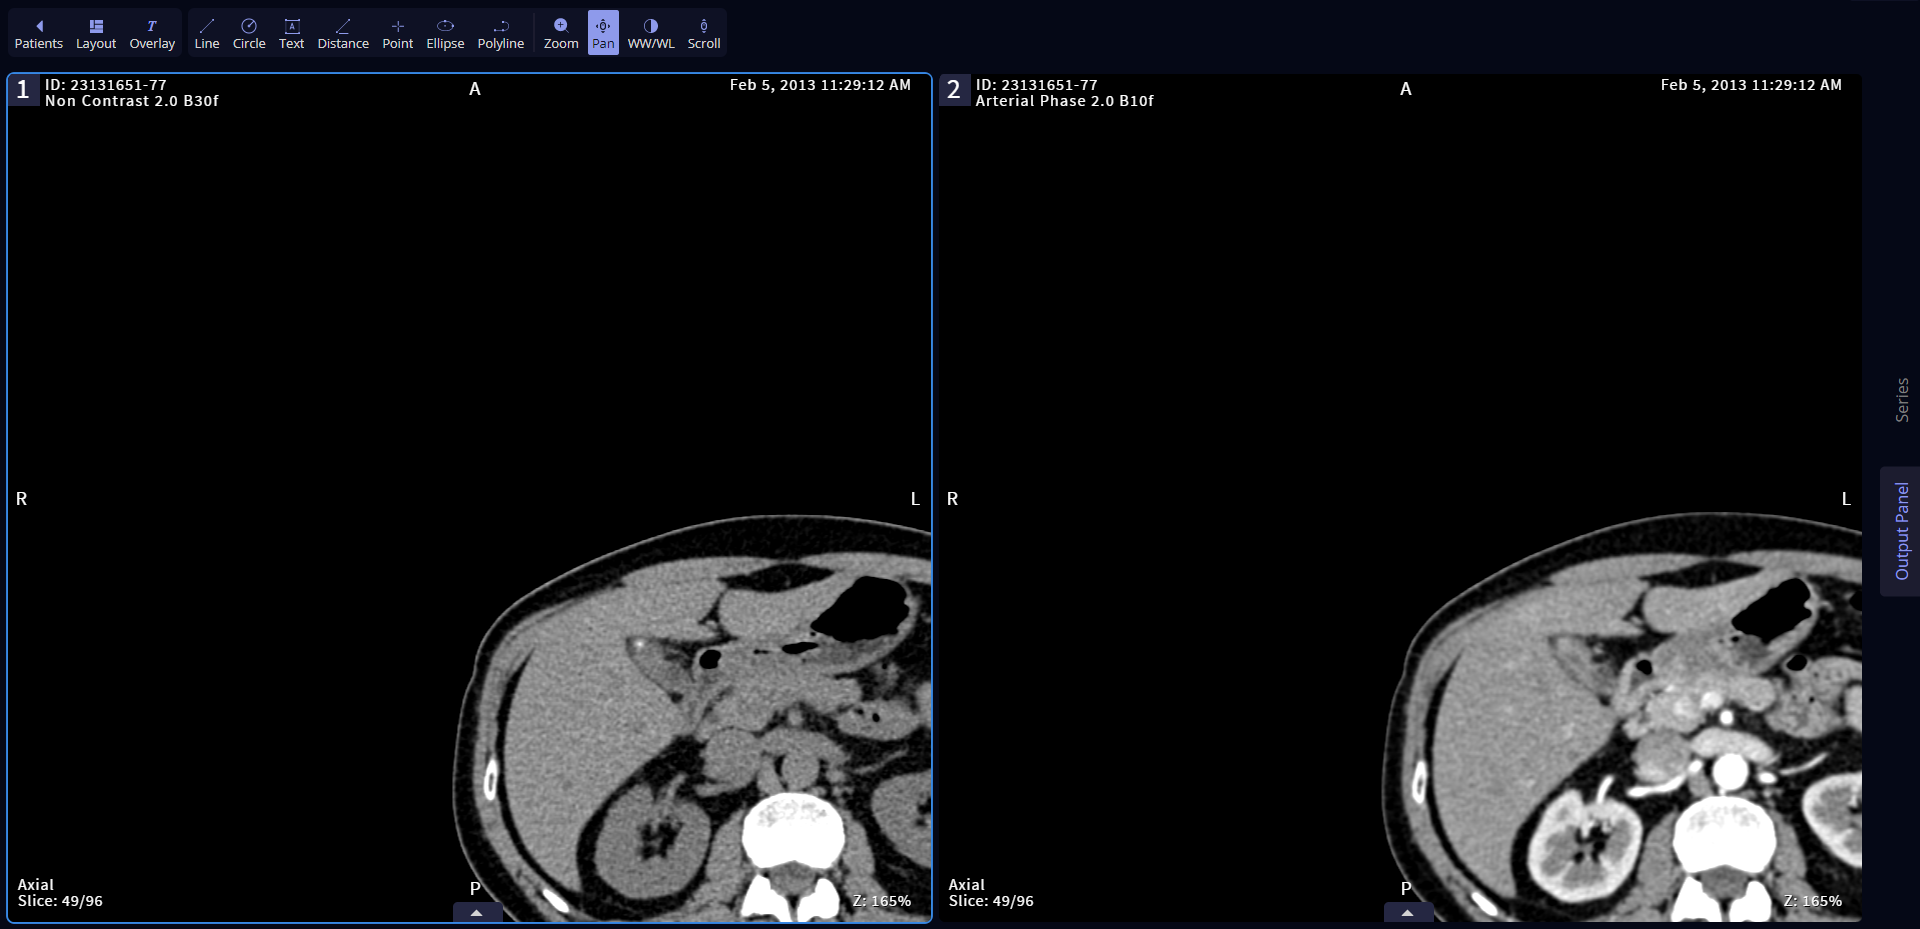 Patients Layout Overlay Line Circle Text Distance Point Ellipse Polyline Zoom Pan WW/WL Scroll
1 ID: 23131651-77 A Feb 5, 2013 11:29:12 AM
Non Contrast 2.0 B30f
R L
Axial P
Slice: 49/96 Z: 165%
2 ID: 23131651-77 A Feb 5, 2013 11:29:12 AM
Arterial Phase 2.0 B10f
R L
Axial P
Slice: 49/96 Z: 165%
Series
Output Panel